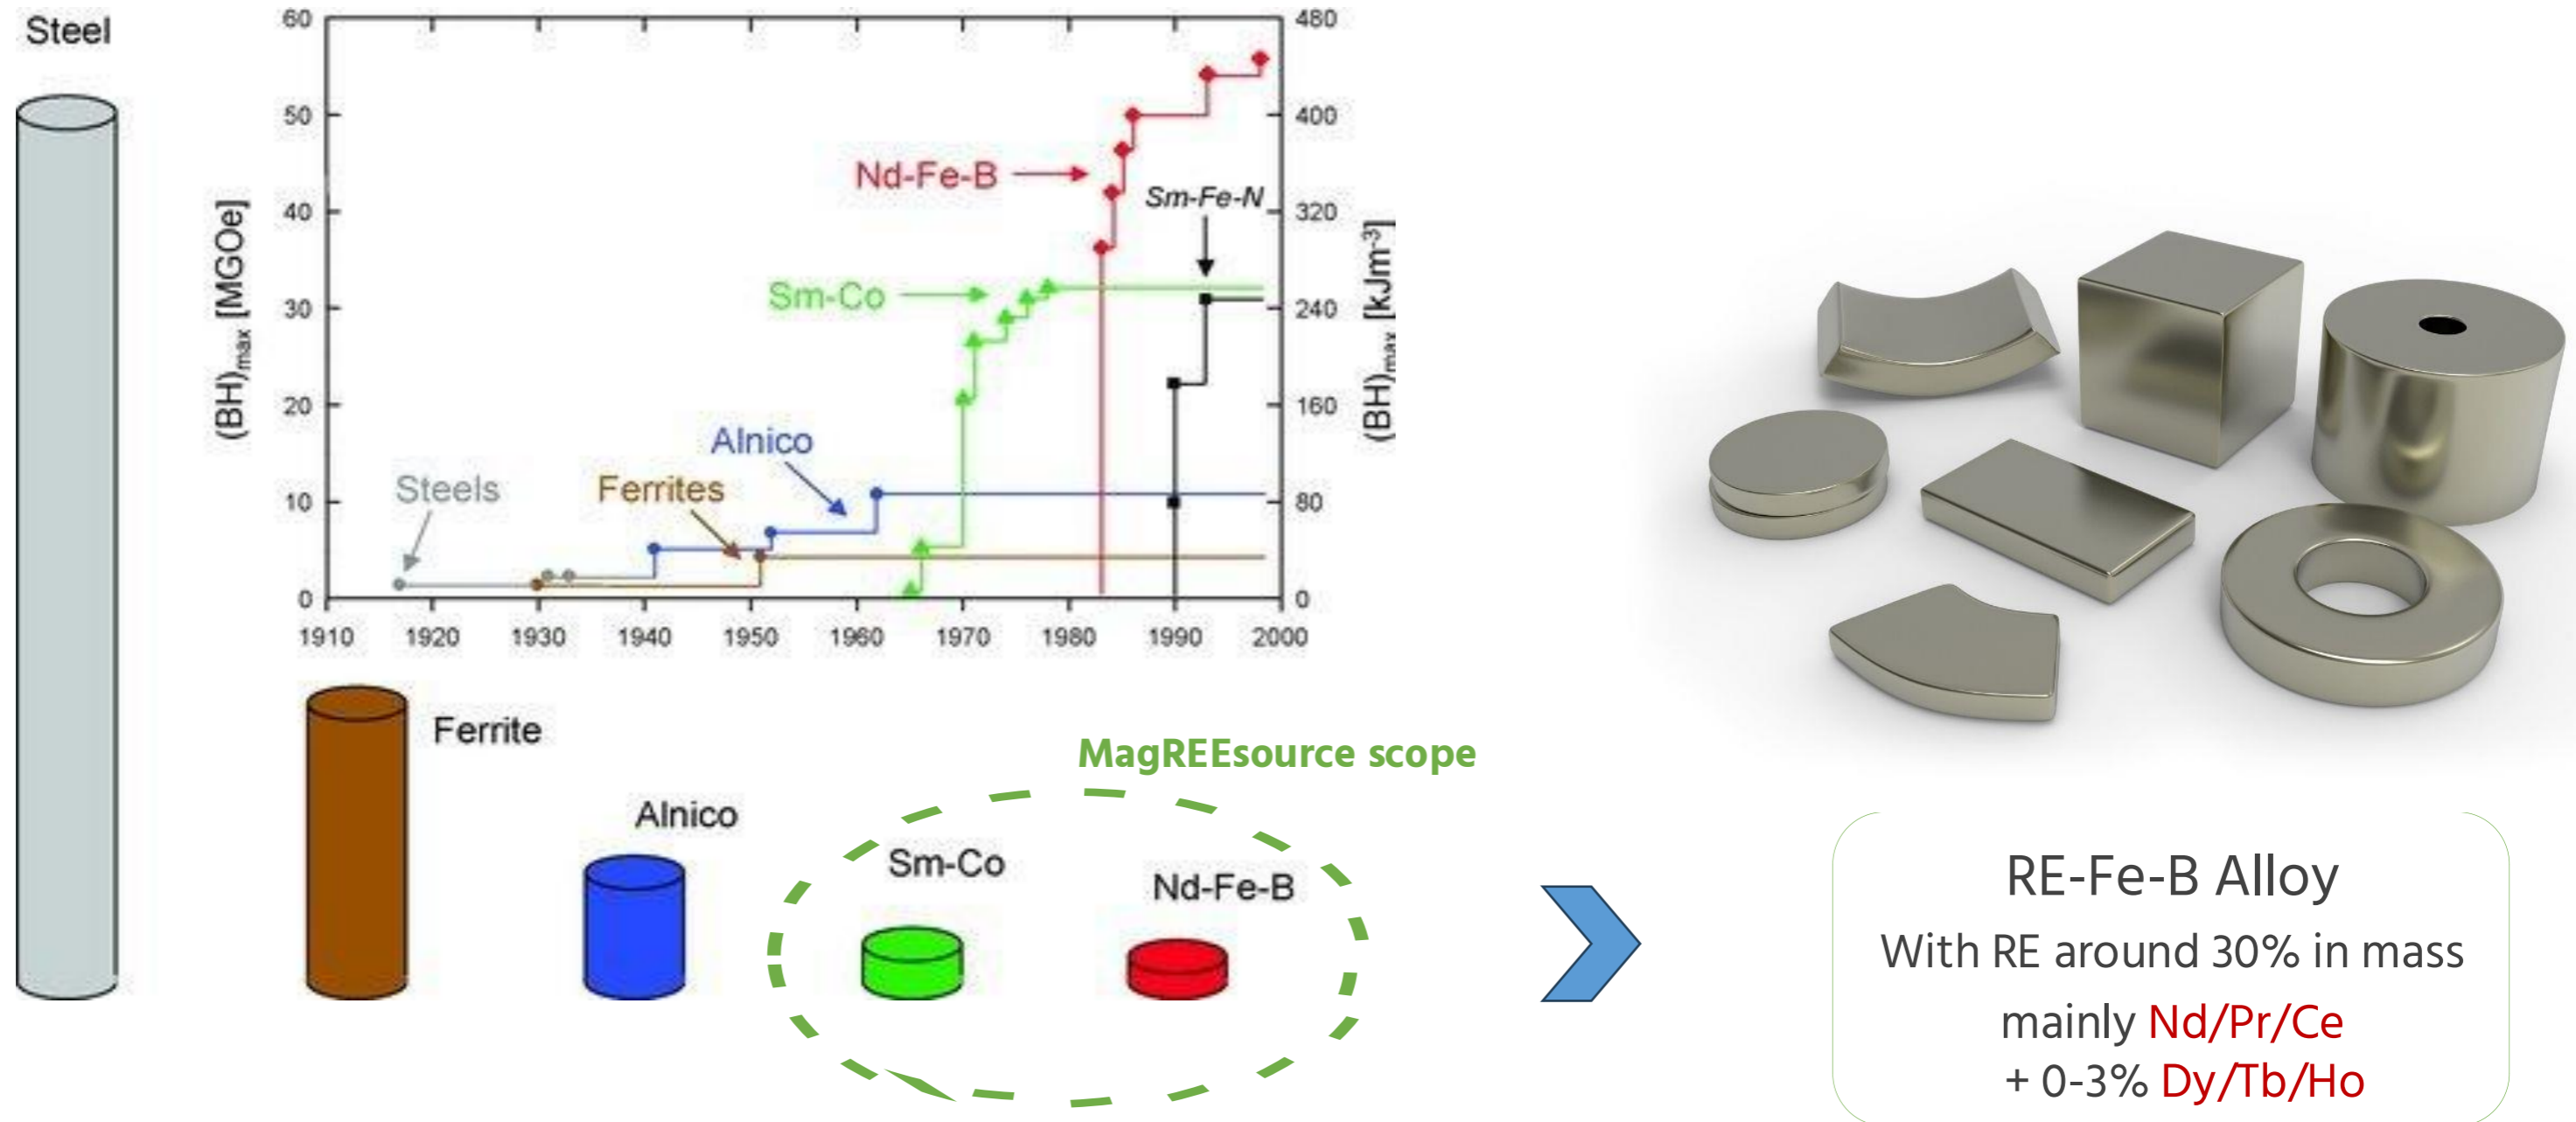 Steel
60
50
40
30
20
10
0
(BH)max [MGOe]
480
400
320
240
160
80
0
(BH)max [kJm-3]
1910 1920 1930 1940 1950 1960 1970 1980 1990 2000
Nd-Fe-B
Sm-Fe-N
Sm-Co
Alnico
Steels
Ferrites
Ferrite
MagREEsource scope
Alnico
Sm-Co
Nd-Fe-B
RE-Fe-B Alloy
With RE around 30% in mass
mainly Nd/Pr/Ce
+ 0-3% Dy/Tb/Ho